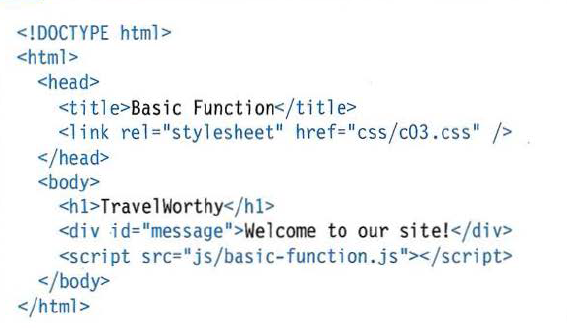 <!DOCTYPE html>
<html>
  <head>
    <title>Basic Function</title>
    <link rel="stylesheet" href="css/c03.css" />
  </head>
  <body>
    <h1>TravelWorthy</h1>
    <div id="message">Welcome to our site!</div>
    <script src="js/basic-function.js"></script>
  </body>
</html>